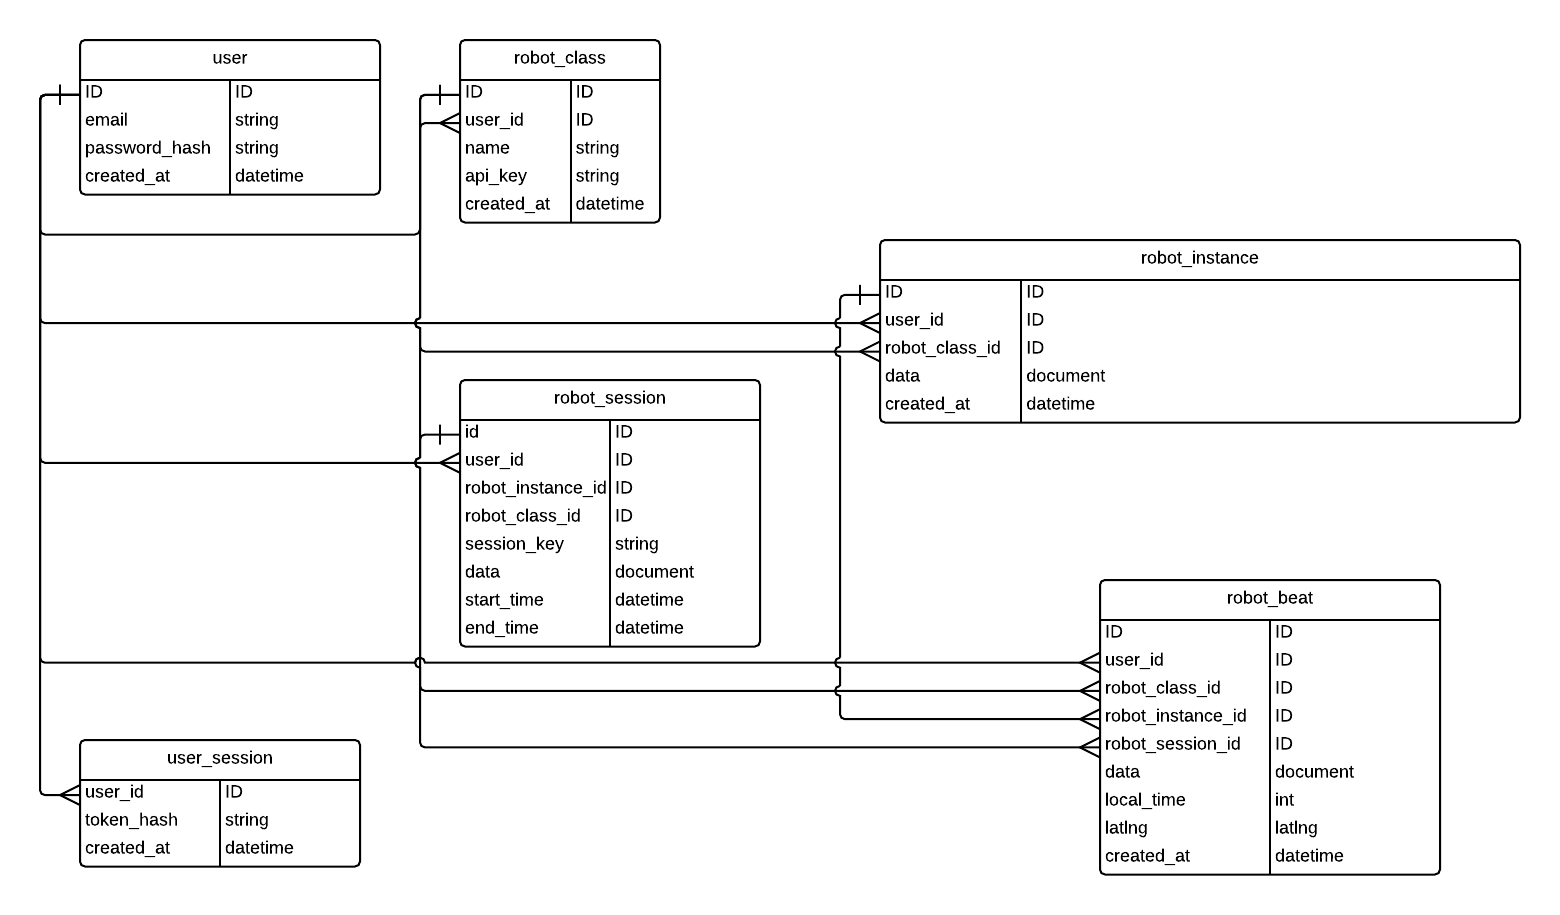 user
ID ID
email string
password_hash string
created_at datetime
robot_class
ID ID
user_id ID
name string
api_key string
created_at datetime
robot_instance
ID ID
user_id ID
robot_class_id ID
data document
created_at datetime
robot_session
id ID
user_id ID
robot_instance_id ID
robot_class_id ID
session_key string
data document
start_time datetime
end_time datetime
robot_beat
ID ID
user_id ID
robot_class_id ID
robot_instance_id ID
robot_session_id ID
data document
local_time int
latlng latlng
created_at datetime
user_session
user_id ID
token_hash string
created_at datetime